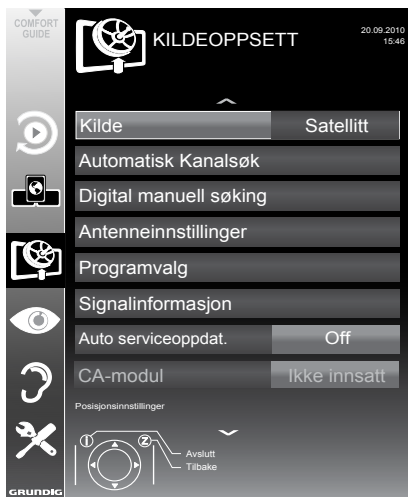 COMFORT
GUIDE
KILDEOPPSETT
20.09.2010
15:46
Kilde Satellitt
Automatisk Kanalsøk
Digital manuell søking
Antenneinnstillinger
Programvalg
Signalinformasjon
Auto serviceoppdat. Off
CA-modul Ikke innsatt
Posisjonsinnstillinger
Z
Avslutt
Tilbake
GRUNDIG